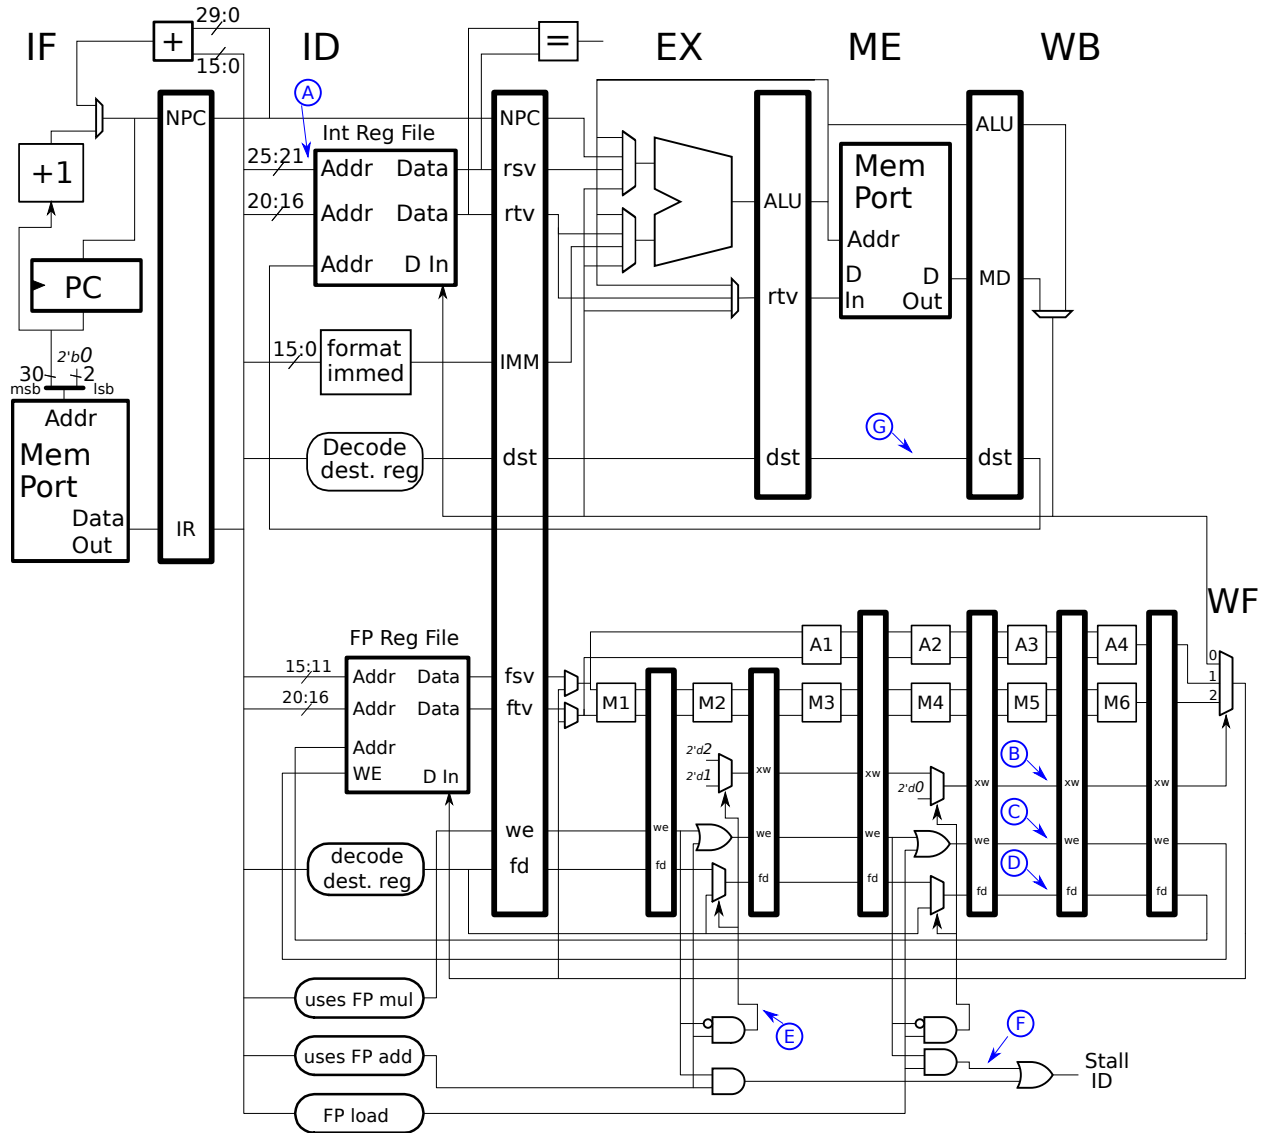 IF
ID
EX
ME
WB
29:0
+
15:0
=
A
NPC
NPC
ALU
Int Reg File
25:21
Addr
Data
rsv
20:16
Addr
Data
rtv
Addr
D In
+1
PC
ALU
Mem
Port
Addr
D
In
D
Out
rtv
MD
2'b0
30
2
msb
lsb
15:0
format
immed
IMM
Addr
Mem
Port
Data
Out
Decode
dest. reg
dst
dst
G
dst
IR
WF
FP Reg File
15:11
Addr
Data
fsv
20:16
Addr
Data
ftv
Addr
WE
D In
A1
A2
A3
A4
M1
M2
M3
M4
M5
M6
0
1
2
2'd2
2'd1
xw
xw
2'd0
xw
B
xw
xw
we
we
we
we
we
C
we
we
decode
dest. reg
fd
fd
fd
fd
fd
D
fd
fd
uses FP mul
E
F
uses FP add
Stall
ID
FP load